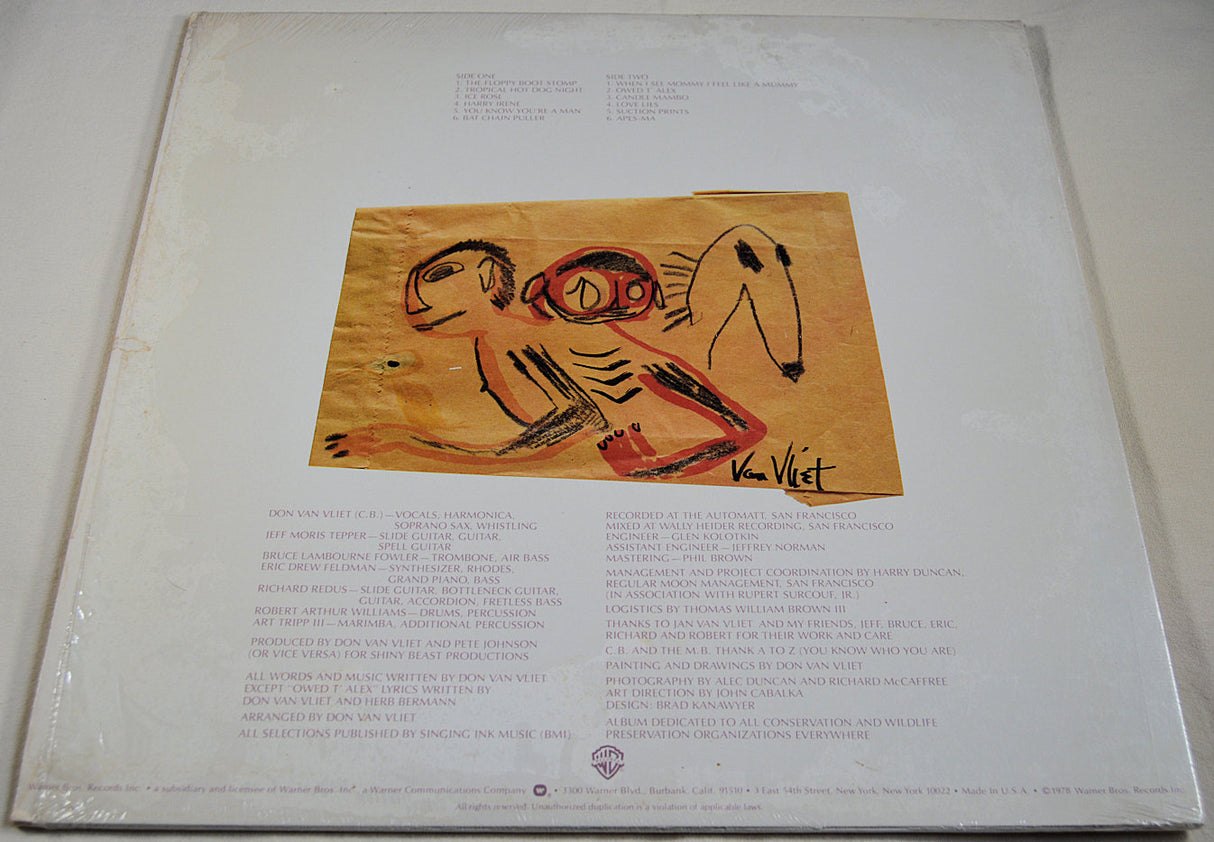 SIDE ONE
1. THE FLOPPY BOOT STOMP
2. TROPICAL HOT DOG NIGHT
3. ICE ROSE
4. HARRY IRENE
5. YOU KNOW YOU'RE A MAN
6. BAT CHAIN PULLER
SIDE TWO
1. WHEN I SEE MOMMY I FEEL LIKE A MUMMY
2. OWED T' ALEX
3. CANDLE MAMBO
4. LOVE LIES
5. SUCTION PRINTS
6. APES-MA
Van Vliet
DON VAN VLIET (C.B.)—VOCALS, HARMONICA,
SOPRANO SAX, WHISTLING
JEFF MORIS TEPPER—SLIDE GUITAR, GUITAR,
SPELL GUITAR
BRUCE LAMBOURNE FOWLER—TROMBONE, AIR BASS
ERIC DREW FELDMAN—SYNTHESIZER, RHODES,
GRAND PIANO, BASS
RICHARD REDUS—SLIDE GUITAR, BOTTLENECK GUITAR,
GUITAR, ACCORDION, FRETLESS BASS
ROBERT ARTHUR WILLIAMS—DRUMS, PERCUSSION
ART TRIPP III—MARIMBA, ADDITIONAL PERCUSSION
PRODUCED BY DON VAN VLIET AND PETE JOHNSON
(OR VICE VERSA) FOR SHINY BEAST PRODUCTIONS
ALL WORDS AND MUSIC WRITTEN BY DON VAN VLIET
EXCEPT "OWED T' ALEX" LYRICS WRITTEN BY
DON VAN VLIET AND HERB BERMANN
ARRANGED BY DON VAN VLIET
ALL SELECTIONS PUBLISHED BY SINGING INK MUSIC (BMI)
RECORDED AT THE AUTOMATT, SAN FRANCISCO
MIXED AT WALLY HEIDER RECORDING, SAN FRANCISCO
ENGINEER—GLEN KOLOTKIN
ASSISTANT ENGINEER—JEFFREY NORMAN
MASTERING—PHIL BROWN
MANAGEMENT AND PROJECT COORDINATION BY HARRY DUNCAN,
REGULAR MOON MANAGEMENT, SAN FRANCISCO
(IN ASSOCIATION WITH RUPERT SURCOUF, JR.)
LOGISTICS BY THOMAS WILLIAM BROWN III
THANKS TO JAN VAN VLIET AND MY FRIENDS, JEFF, BRUCE, ERIC,
RICHARD AND ROBERT FOR THEIR WORK AND CARE
C.B. AND THE M.B. THANK A TO Z (YOU KNOW WHO YOU ARE)
PAINTING AND DRAWINGS BY DON VAN VLIET
PHOTOGRAPHY BY ALEC DUNCAN AND RICHARD McCAFFREE
ART DIRECTION BY JOHN CABALKA
DESIGN: BRAD KANAWYER
ALBUM DEDICATED TO ALL CONSERVATION AND WILDLIFE
PRESERVATION ORGANIZATIONS EVERYWHERE
Warner Bros. Records Inc. • a subsidiary and licensee of Warner Bros. Inc. a Warner Communications Company • 3300 Warner Blvd., Burbank, Calif. 91510 • 3 East 54th Street, New York, New York 10022 • Made in U.S.A. • ©1978 Warner Bros. Records Inc.
All rights reserved. Unauthorized duplication is a violation of applicable laws.